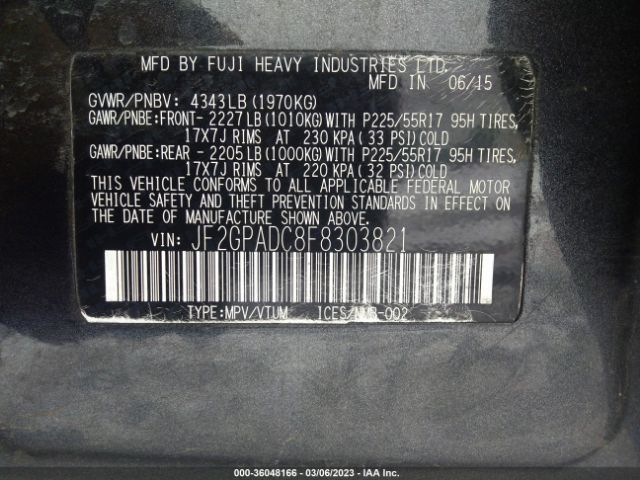 MFD BY FUJI HEAVY INDUSTRIES LTD.
MFD IN 06/15
GVWR/PNBV: 4343LB (1970KG)
GAWR/PNBE:FRONT- 2227 LB(1010KG)WITH P225/55R17 95H TIRES,
17X7J RIMS AT 230 KPA( 33 PSI)COLD
GAWR/PNBE:REAR - 2205 LB(1000KG)WITH P225/55R17 95H TIRES,
17X7J RIMS AT 220 KPA( 32 PSI)COLD
THIS VEHICLE CONFORMS TO ALL APPLICABLE FEDERAL MOTOR
VEHICLE SAFETY AND THEFT PREVENTION STANDARDS IN EFFECT
ON THE DATE OF MANUFACTURE SHOWN ABOVE.
VIN: JF2GPADC8F8303821
TYPE:MPV/VTUM ICES/NMB-002
000-36048166 - 03/06/2023 - IAA Inc.